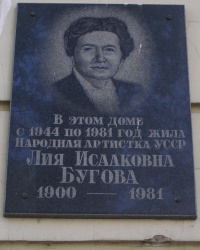 В ЭТОМ ДОМЕ
С 1944 ПО 1981 ГОД ЖИЛА
НАРОДНАЯ АРТИСТКА УССР
ЛИЯ ИСААКОВНА
БУГОВА
1900 — 1981